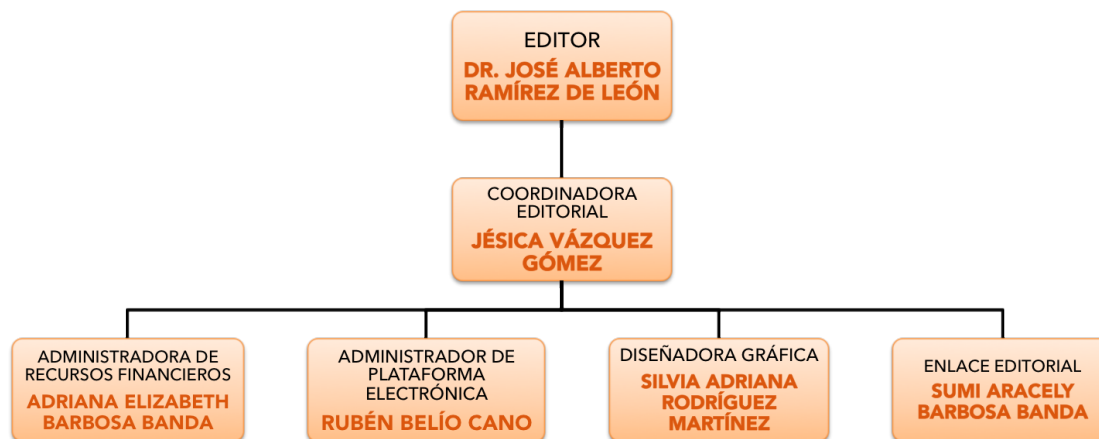 EDITOR
DR. JOSÉ ALBERTO
RAMÍREZ DE LEÓN
COORDINADORA
EDITORIAL
JÉSICA VÁZQUEZ
GÓMEZ
ADMINISTRADORA DE
RECURSOS FINANCIEROS
ADRIANA ELIZABETH
BARBOSA BANDA
ADMINISTRADOR DE
PLATAFORMA
ELECTRÓNICA
RUBÉN BELÍO CANO
DISEÑADORA GRÁFICA
SILVIA ADRIANA
RODRÍGUEZ
MARTÍNEZ
ENLACE EDITORIAL
SUMI ARACELY
BARBOSA BANDA